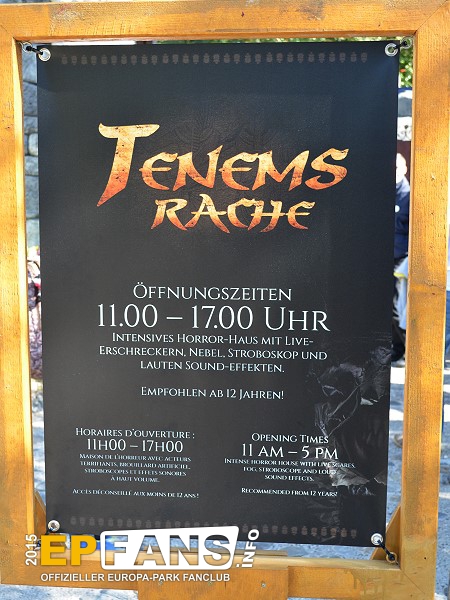 TENEMS
RACHE
ÖFFNUNGSZEITEN
11.00 – 17.00 UHR
INTENSIVES HORROR-HAUS MIT LIVE-
ERSCHRECKERN, NEBEL, STROBOSKOP UND
LAUTEN SOUND-EFFEKTEN.
EMPFOHLEN AB 12 JAHREN!
HORAIRES D'OUVERTURE :
11H00 – 17H00
MAISON DE L'HORREUR AVEC ACTEURS
TERRIFIANTS, BROUILLARD ARTIFICIEL,
STROBOSCOPES ET EFFETS SONORES
À HAUT VOLUME.
ACCÈS DÉCONSEILLÉ AUX MOINS DE 12 ANS !
OPENING TIMES
11 AM – 5 PM
INTENSE HORROR HOUSE WITH LIVE SCARES,
FOG, STROBOSCOPE AND LOUD
SOUND EFFECTS.
RECOMMENDED FROM 12 YEARS!
2015
EPFANS.INFO
OFFIZIELLER EUROPA-PARK FANCLUB